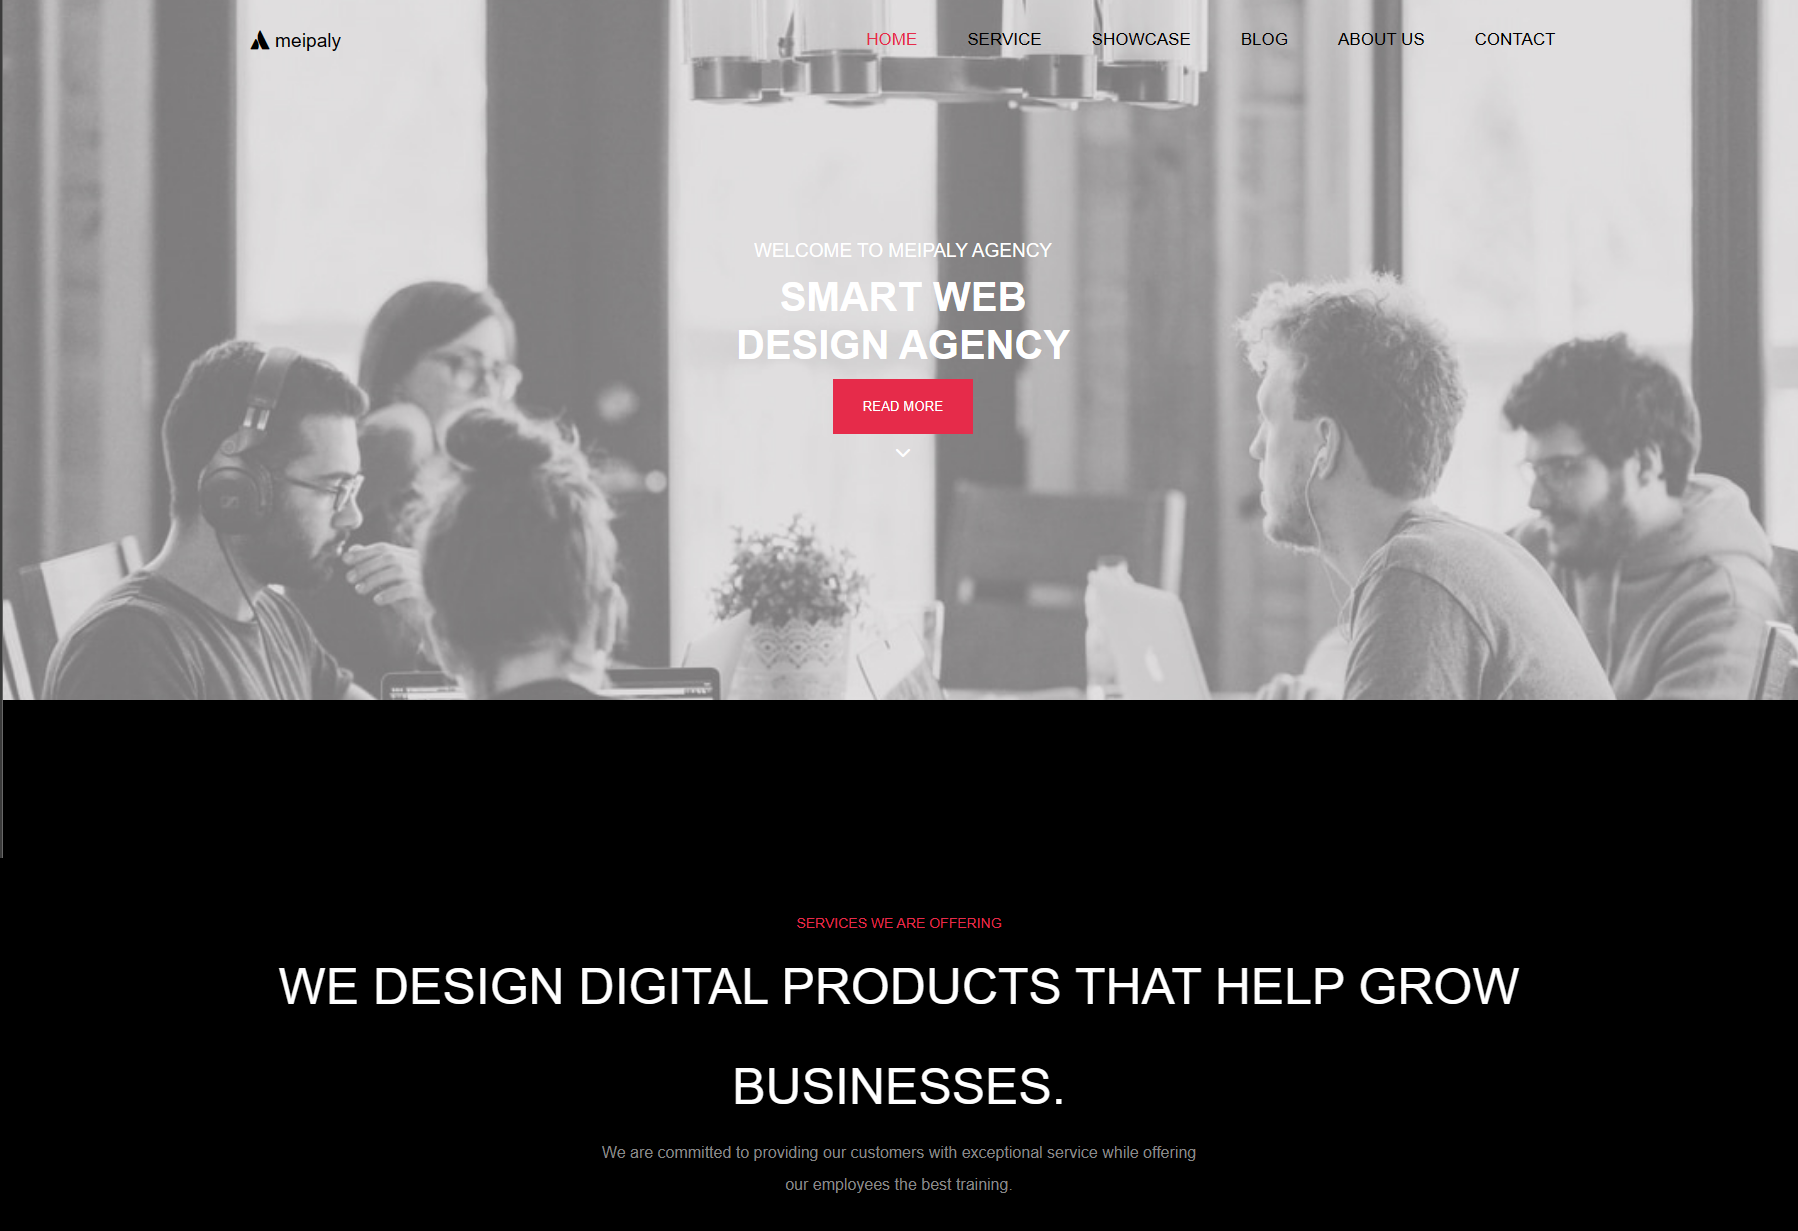 meipaly
HOME SERVICE SHOWCASE BLOG ABOUT US CONTACT
WELCOME TO MEIPALY AGENCY
SMART WEB
DESIGN AGENCY
READ MORE
SERVICES WE ARE OFFERING
WE DESIGN DIGITAL PRODUCTS THAT HELP GROW
BUSINESSES.
We are committed to providing our customers with exceptional service while offering
our employees the best training.